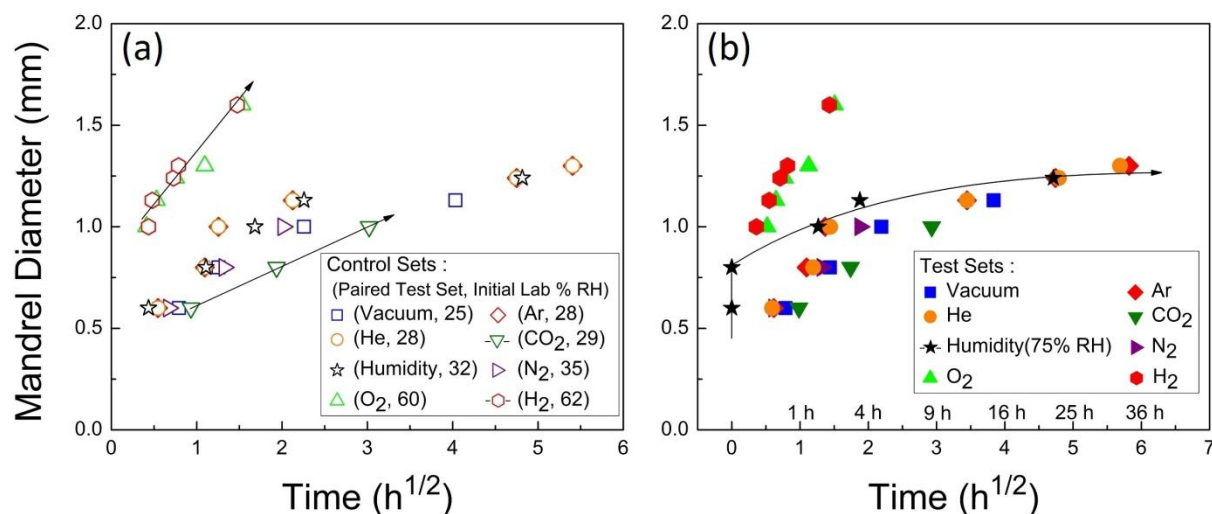 Mandrel Diameter (mm)
(a)
2.0
1.5
1.0
0.5
0.0
0 1 2 3 4 5 6
Time (h^1/2)
Control Sets :
(Paired Test Set, Initial Lab % RH)
(Vacuum, 25) (Ar, 28)
(He, 28) (CO2, 29)
(Humidity, 32) (N2, 35)
(O2, 60) (H2, 62)
(b)
2.0
1.5
1.0
0.5
0.0
Test Sets :
Vacuum Ar
He CO2
Humidity(75% RH) N2
O2 H2
1 h 4 h 9 h 16 h 25 h 36 h
0 1 2 3 4 5 6 7
Time (h^1/2)